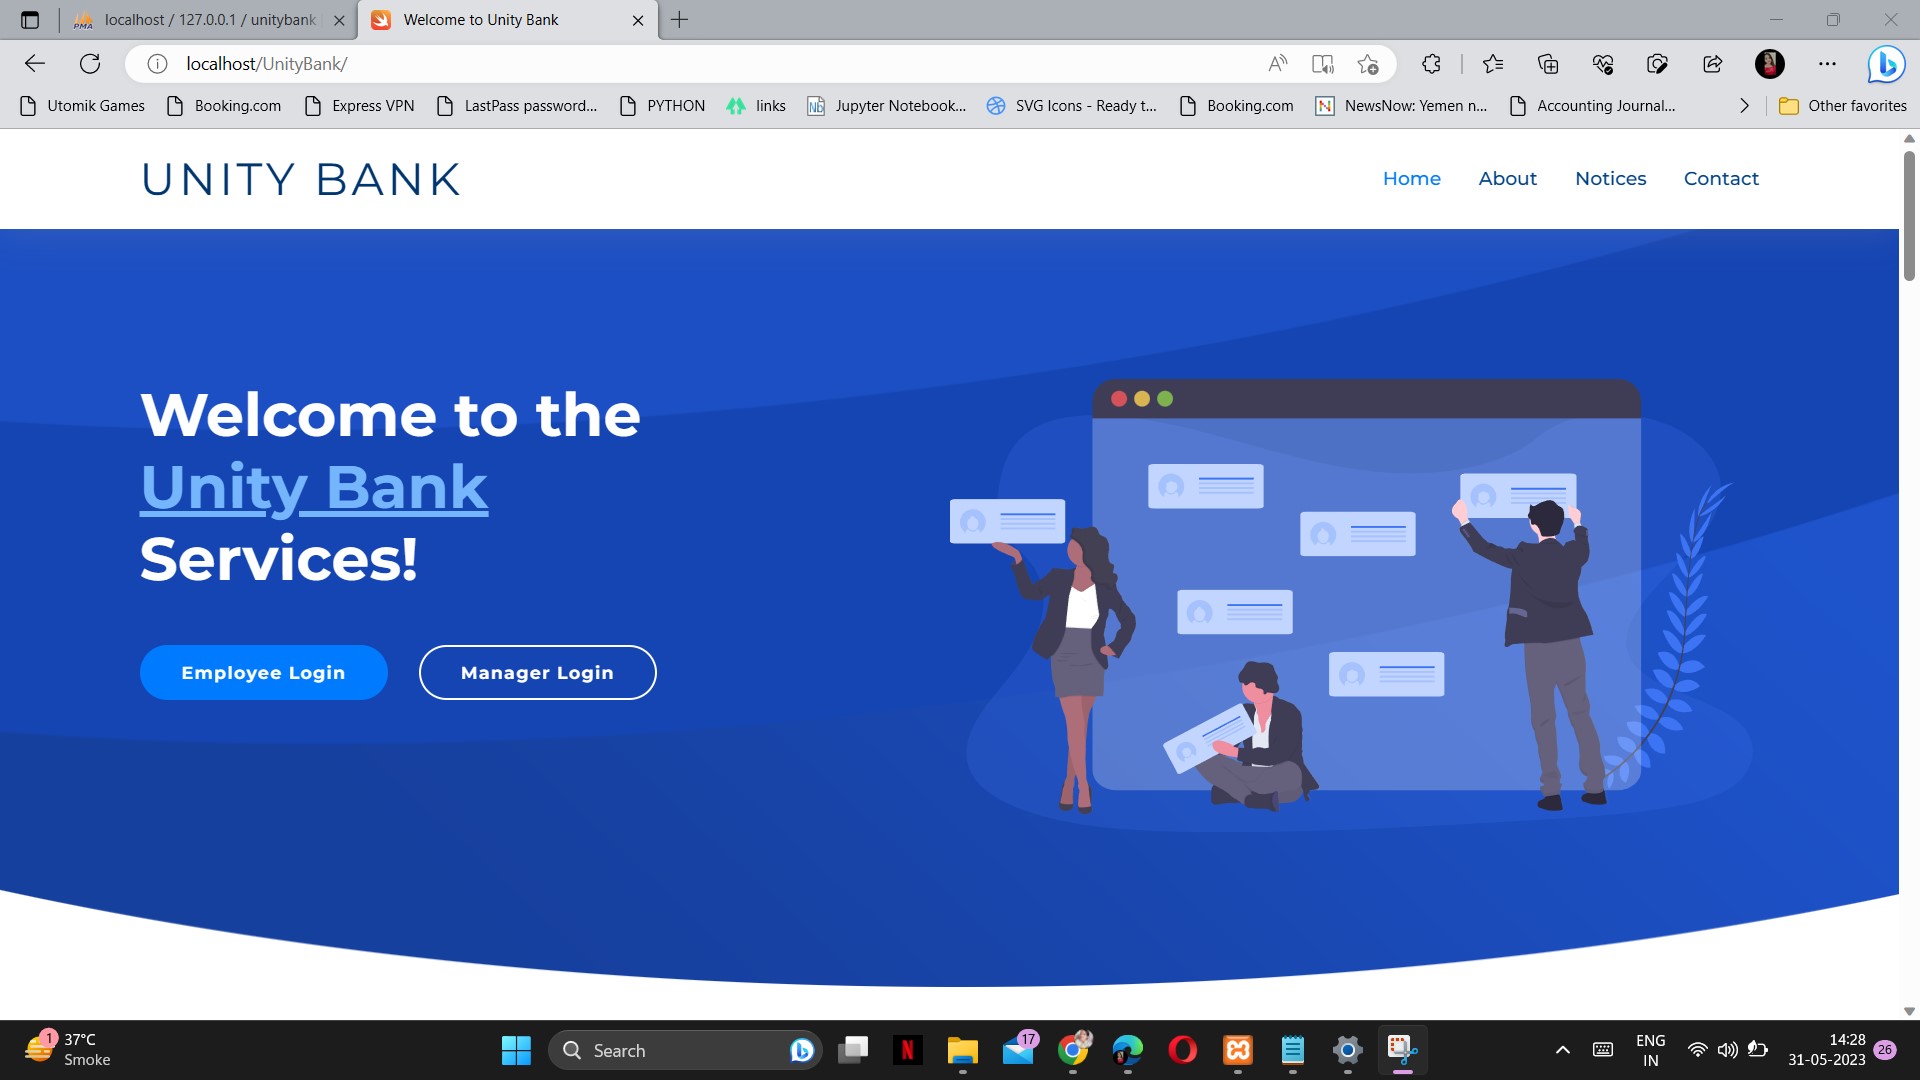 localhost / 127.0.0.1 / unitybank
Welcome to Unity Bank
localhost/UnityBank/
Utomik Games
Booking.com
Express VPN
LastPass password...
PYTHON
links
Jupyter Notebook...
SVG Icons - Ready t...
Booking.com
NewsNow: Yemen n...
Accounting Journal...
Other favorites
UNITY BANK
Home
About
Notices
Contact
Welcome to the
Unity Bank
Services!
Employee Login
Manager Login
1
37°C
Smoke
Search
17
ENG
IN
14:28
31-05-2023
26